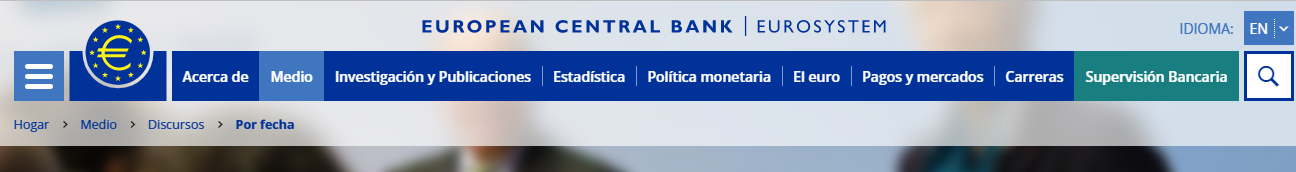 EUROPEAN CENTRAL BANK | EUROSYSTEM
IDIOMA: EN
Acerca de Medio Investigación y Publicaciones Estadística Política monetaria El euro Pagos y mercados Carreras Supervisión Bancaria
Hogar > Medio > Discursos > Por fecha